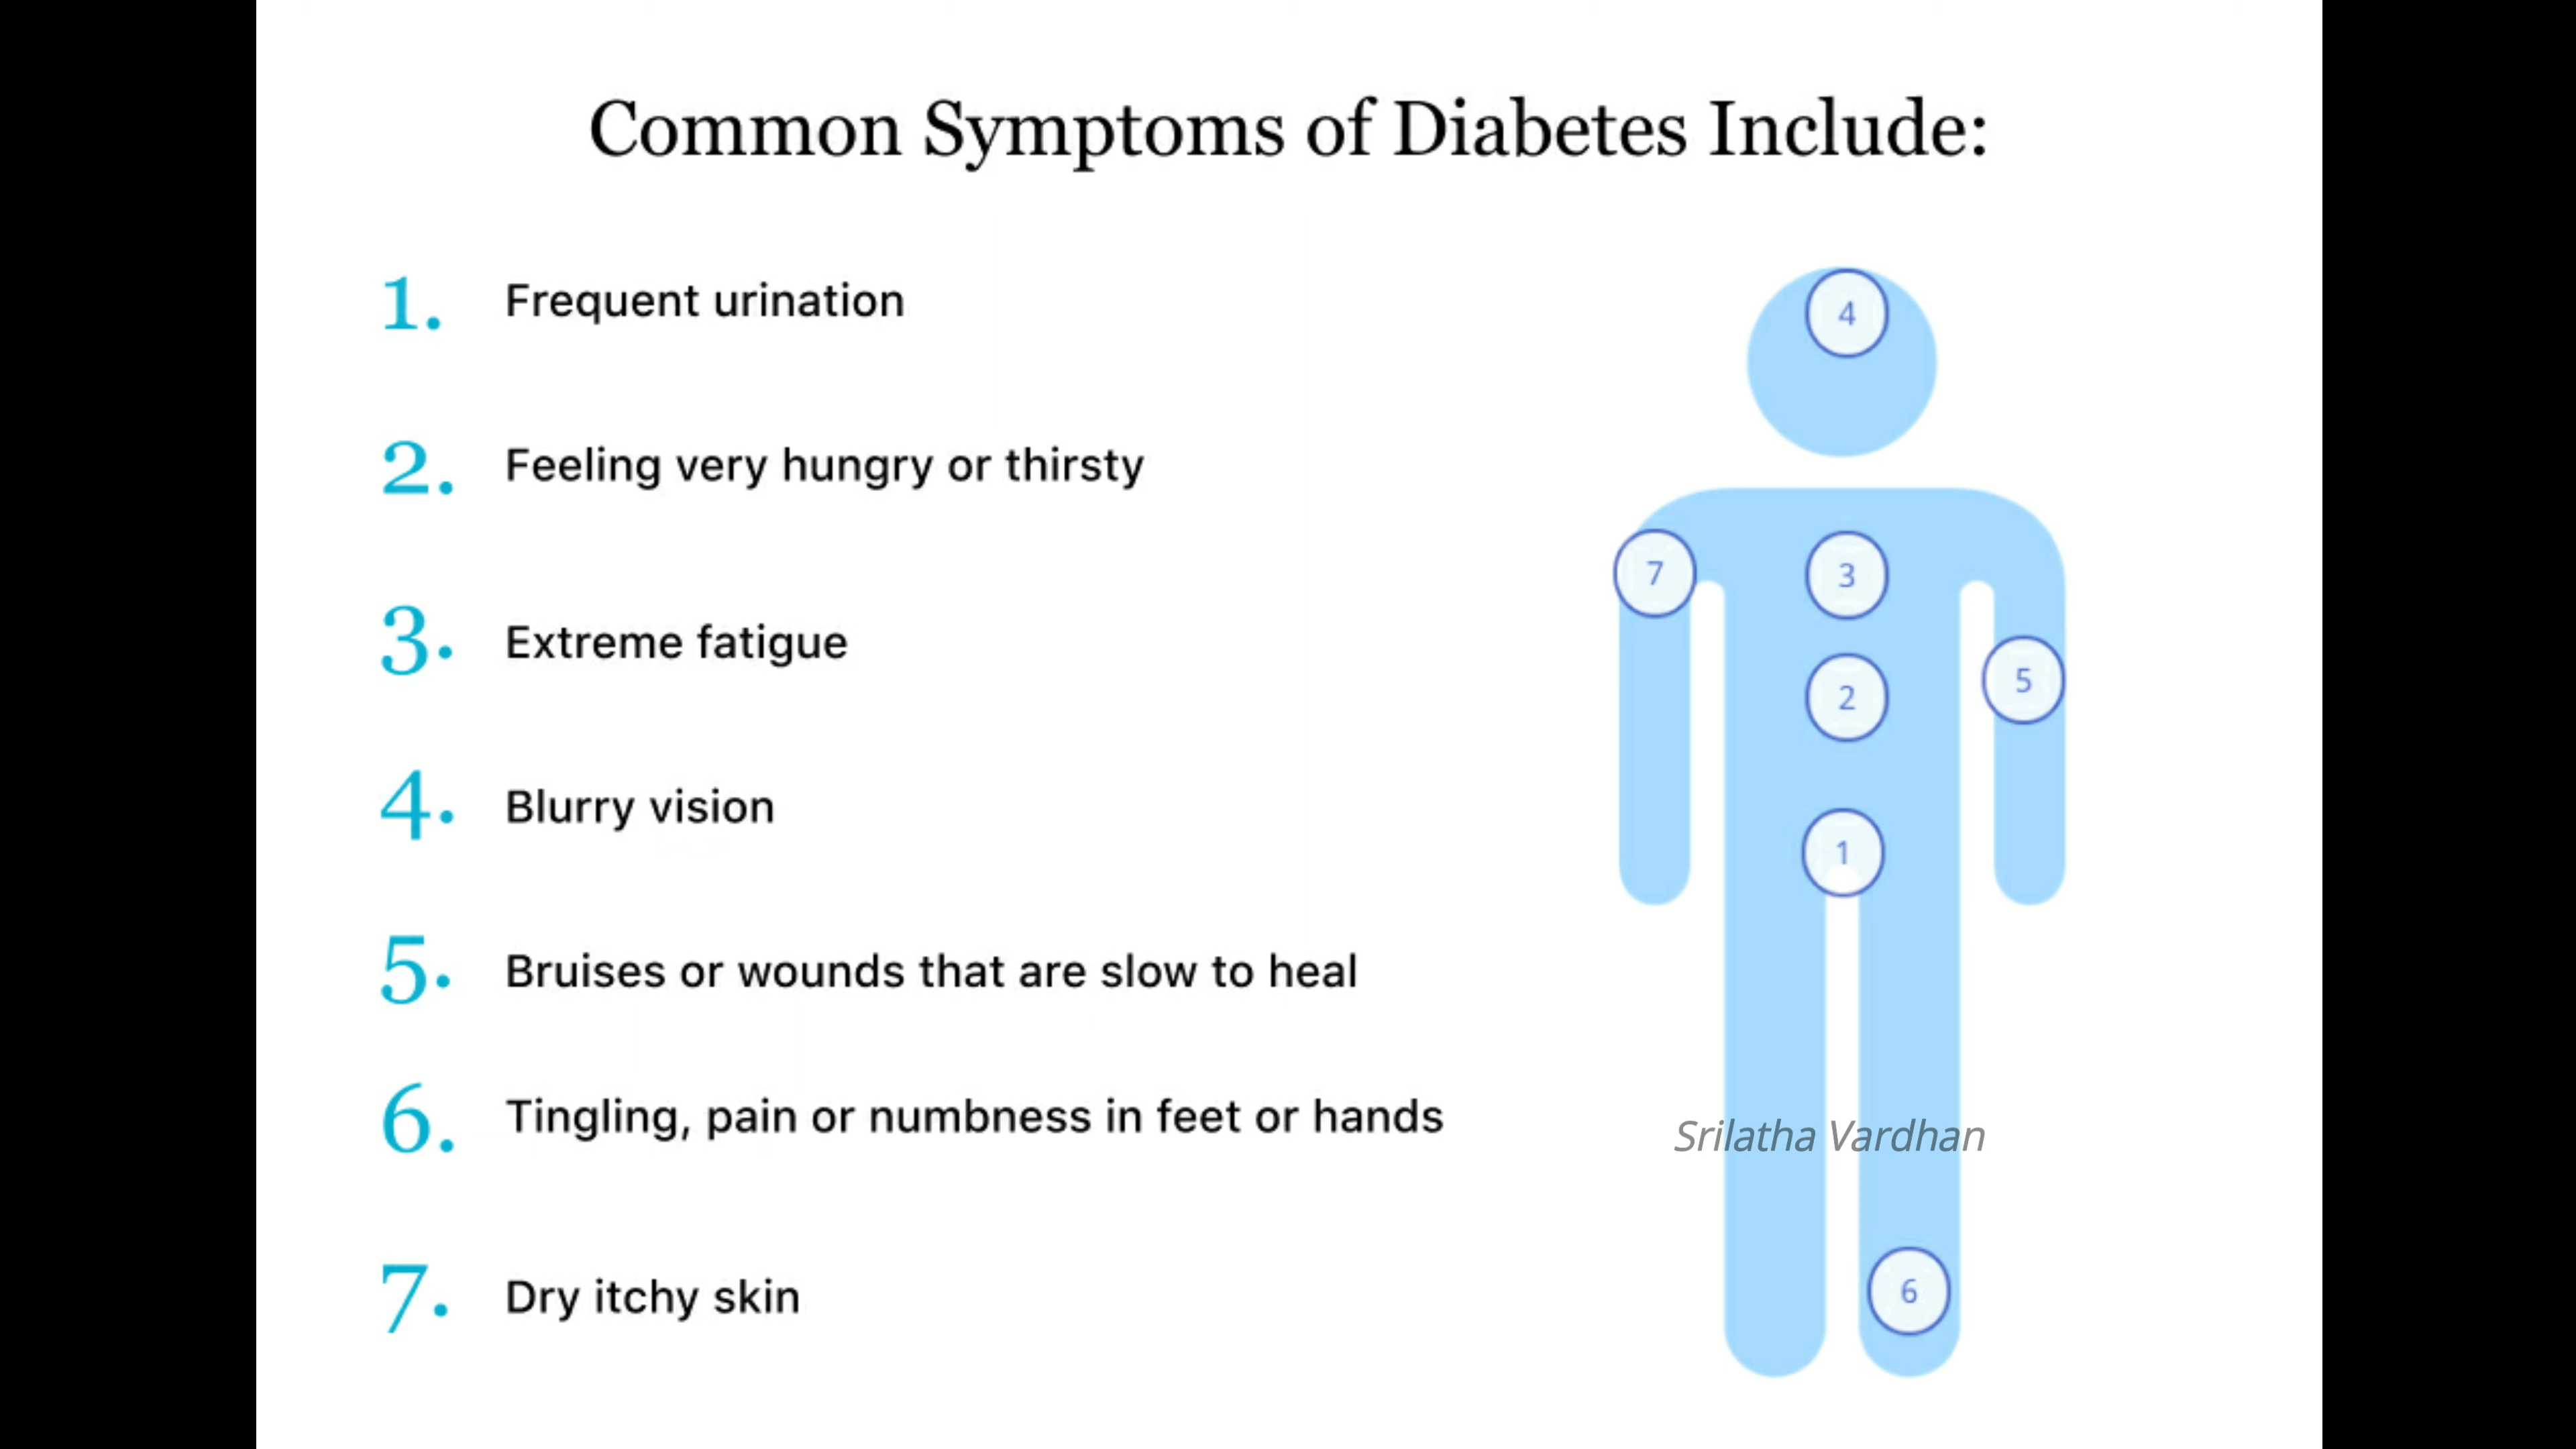 Common Symptoms of Diabetes Include:
1. Frequent urination
2. Feeling very hungry or thirsty
3. Extreme fatigue
4. Blurry vision
5. Bruises or wounds that are slow to heal
6. Tingling, pain or numbness in feet or hands
7. Dry itchy skin
4
7
3
5
2
1
Srilatha Vardhan
6